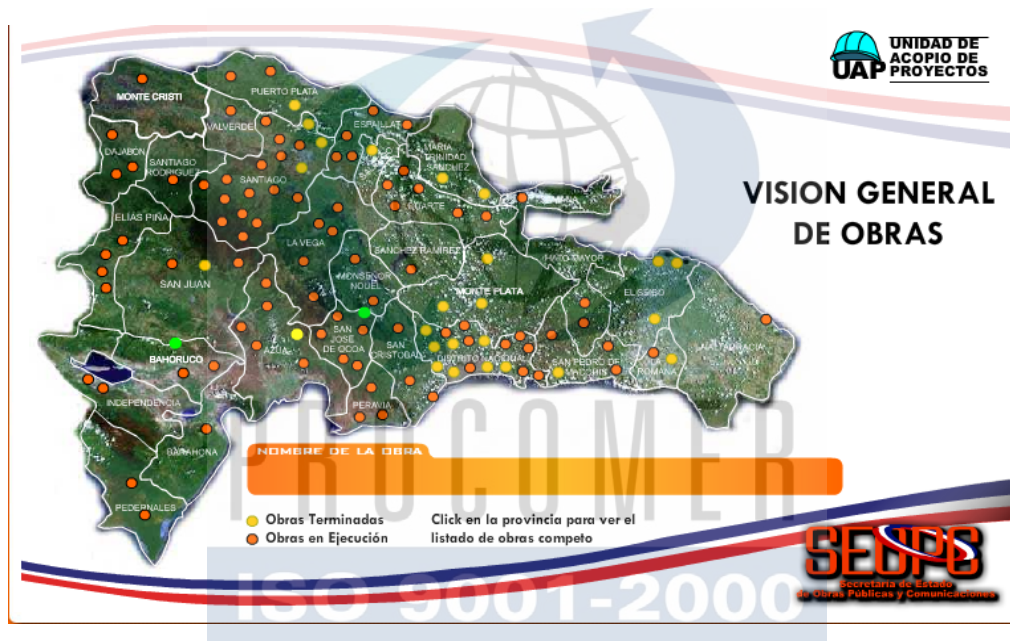 UAP
UNIDAD DE
ACOPIO DE
PROYECTOS
VISION GENERAL
DE OBRAS
MONTE CRISTI
PUERTO PLATA
VALVERDE
ESPAILLAT
DAJABON
SANTIAGO
RODRIGUEZ
SANTIAGO
MARIA
TRINIDAD
SANCHEZ
DUARTE
ELIAS PIÑA
LA VEGA
SANCHEZ RAMIREZ
SAN JUAN
MONSEÑOR
NOUEL
MONTE PLATA
HATO MAYOR
EL SEIBO
BAHORUCO
AZUA
SAN
JOSE
DE OCOA
SAN
CRISTOBAL
DISTRITO NACIONAL
SAN PEDRO DE
MACORIS
LA
ROMANA
LA ALTAGRACIA
INDEPENDENCIA
PERAVIA
BARAHONA
PEDERNALES
NOMBRE DE LA OBRA
PROCOMER
Obras Terminadas
Obras en Ejecución
Click en la provincia para ver el
listado de obras competo
SEOPC
Secretaría de Estado
de Obras Públicas y Comunicaciones
ISO 9001-2000